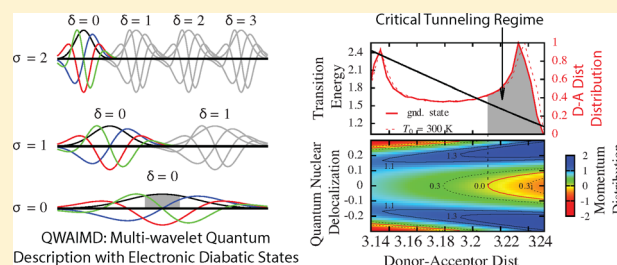 δ = 0 δ = 1 δ = 2 δ = 3
σ = 2
δ = 0 δ = 1
σ = 1
δ = 0
σ = 0
QWAIMD: Multi-wavelet Quantum
Description with Electronic Diabatic States
Critical Tunneling Regime
Transition
Energy
2.4
2.1
1.8
1.5
1.2
gnd. state
T₀ = 300 K
1
0.8
0.6
0.4
0.2
0
D-A Dist
Distribution
Quantum Nuclear
Delocalization
0.2
0.1
0
-0.1
-0.2
1.3
1.1
0.3
0.0
0.3
1.1
1.3
2
1
0
-1
-2
Momentum
Distribution
3.14 3.16 3.18 3.2 3.22 3.24
Donor-Acceptor Dist